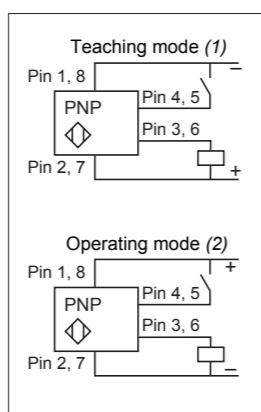 Teaching mode (1)
Pin 1, 8
−
PNP
Pin 4, 5
Pin 3, 6
Pin 2, 7
+
Operating mode (2)
Pin 1, 8
+
PNP
Pin 4, 5
Pin 3, 6
Pin 2, 7
−